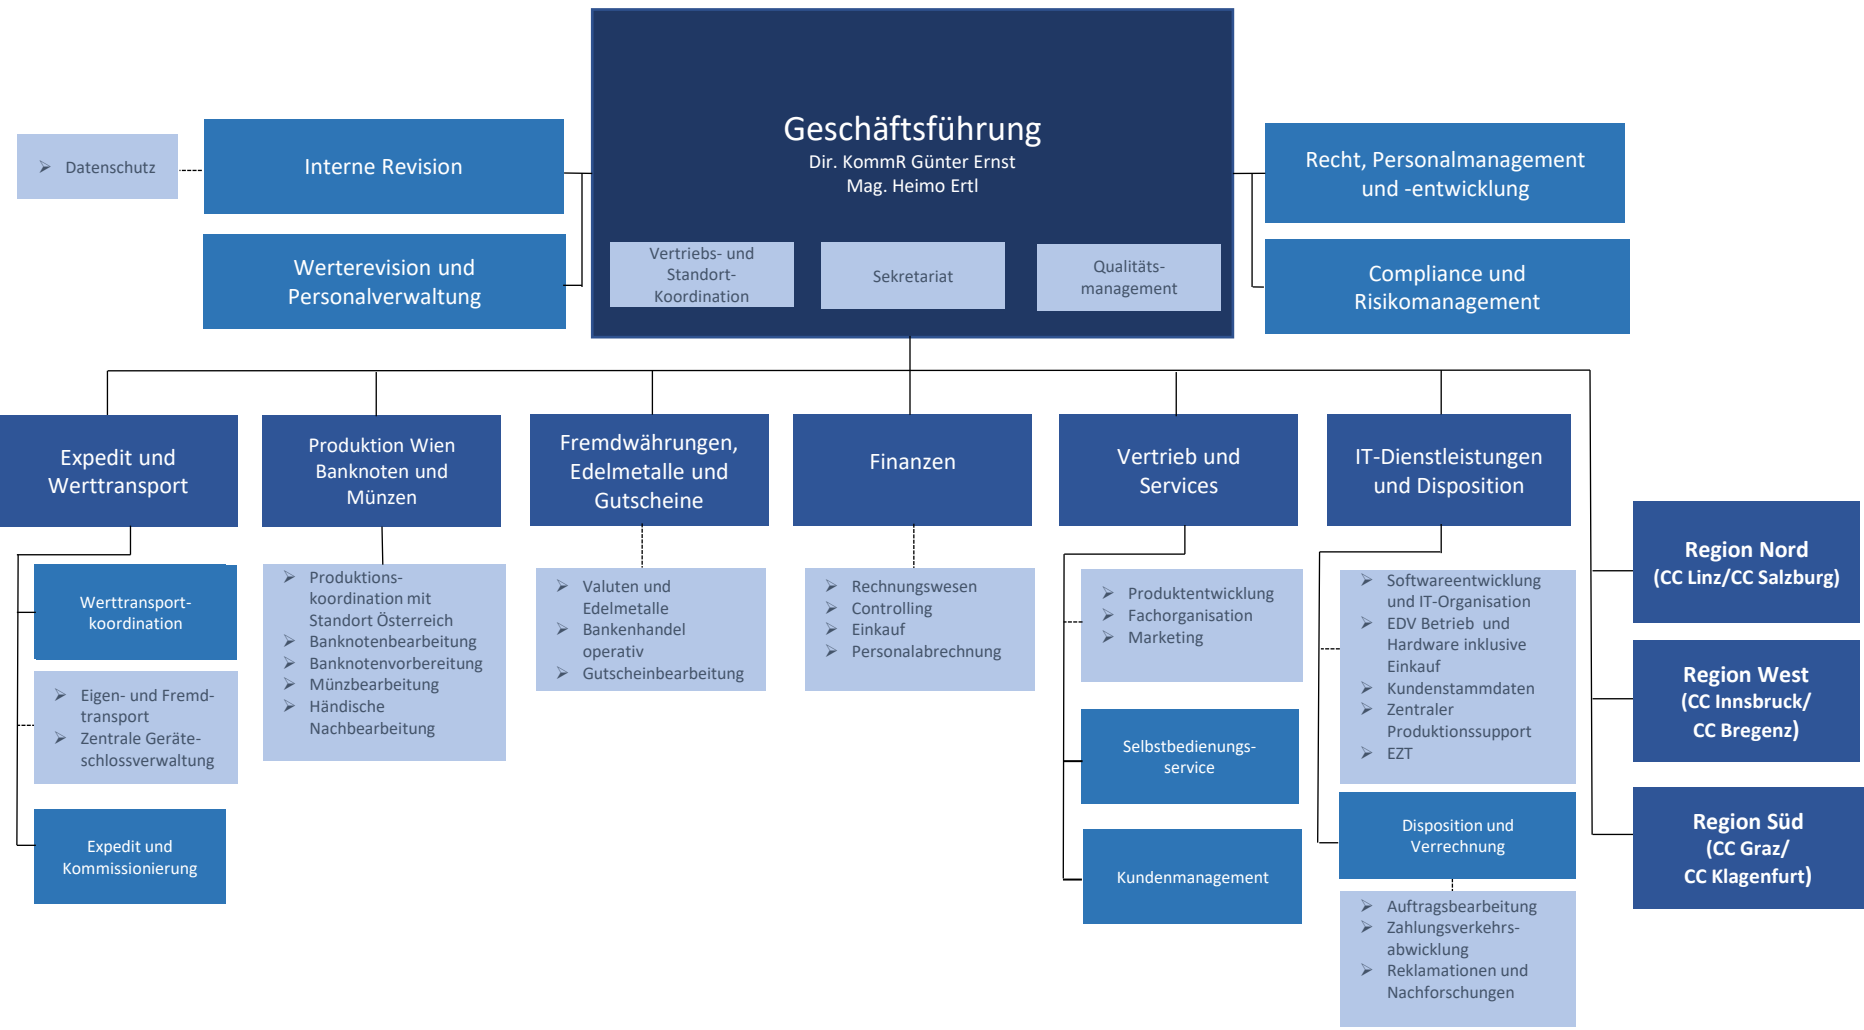 Geschäftsführung
Dir. KommR Günter Ernst
Mag. Heimo Ertl
Vertriebs- und
Standort-
Koordination
Sekretariat
Qualitäts-
management
➢ Datenschutz
Interne Revision
Werterevision und
Personalverwaltung
Recht, Personalmanagement
und -entwicklung
Compliance und
Risikomanagement
Expedit und
Werttransport
Werttransport-
koordination
➢ Eigen- und Fremd-
transport
➢ Zentrale Geräte-
schlossverwaltung
Expedit und
Kommissionierung
Produktion Wien
Banknoten und
Münzen
➢ Produktions-
koordination mit
Standort Österreich
➢ Banknotenbearbeitung
➢ Banknotenvorbereitung
➢ Münzbearbeitung
➢ Händische
Nachbearbeitung
Fremdwährungen,
Edelmetalle und
Gutscheine
➢ Valuten und
Edelmetalle
➢ Bankenhandel
operativ
➢ Gutscheinbearbeitung
Finanzen
➢ Rechnungswesen
➢ Controlling
➢ Einkauf
➢ Personalabrechnung
Vertrieb und
Services
➢ Produktentwicklung
➢ Fachorganisation
➢ Marketing
Selbstbedienungs-
service
Kundenmanagement
IT-Dienstleistungen
und Disposition
➢ Softwareentwicklung
und IT-Organisation
➢ EDV Betrieb und
Hardware inklusive
Einkauf
➢ Kundenstammdaten
➢ Zentraler
Produktionssupport
➢ EZT
Disposition und
Verrechnung
➢ Auftragsbearbeitung
➢ Zahlungsverkehrs-
abwicklung
➢ Reklamationen und
Nachforschungen
Region Nord
(CC Linz/CC Salzburg)
Region West
(CC Innsbruck/
CC Bregenz)
Region Süd
(CC Graz/
CC Klagenfurt)